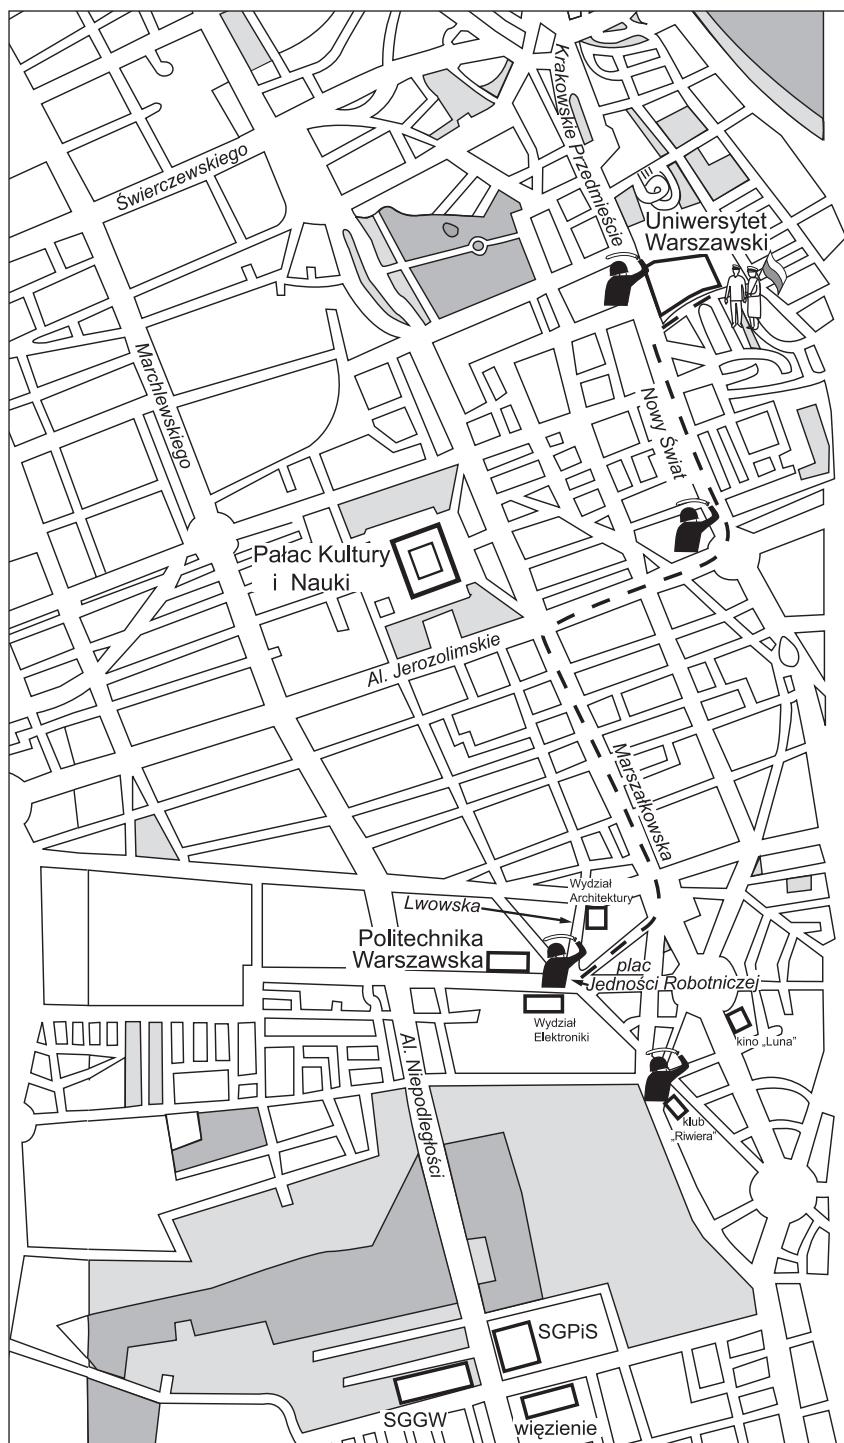 Krakowskie Przedmieście
Świerczewskiego
Uniwersytet
Warszawski
Marchlewskiego
Nowy Świat
Pałac Kultury
i Nauki
Al. Jerozolimskie
Marszałkowska
Wydział
Architektury
Lwowska
Politechnika
Warszawska
plac
Jedności Robotniczej
Wydział
Elektroniki
kino „Luna”
Al. Niepodległości
klub
„Riwiera”
SGPiS
SGGW
więzienie